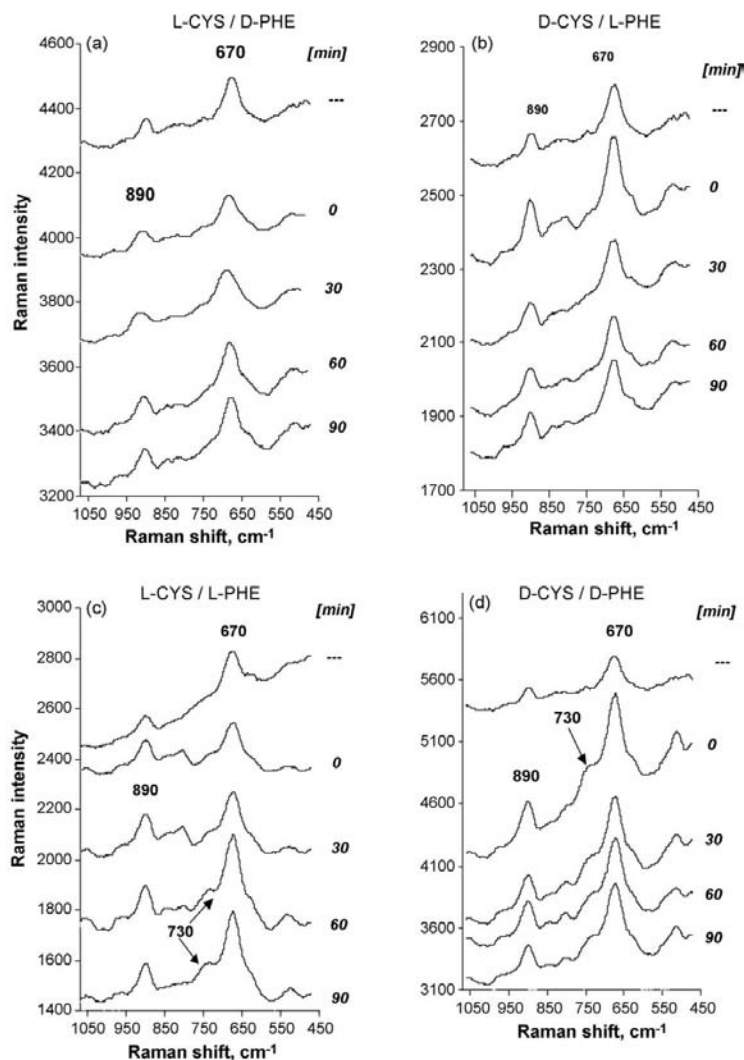 L-CYS / D-PHE
(a)
670
[min]
4600
4400
4200
4000
3800
3600
3400
3200
---
890
0
30
60
90
Raman intensity
1050 950 850 750 650 550 450
Raman shift, cm-1
D-CYS / L-PHE
(b)
670
[min]
2900
2700
2500
2300
2100
1900
1700
890
---
0
30
60
90
Raman intensity
1050 950 850 750 650 550 450
Raman shift, cm-1
L-CYS / L-PHE
(c)
[min]
670
3000
2800
2600
2400
2200
2000
1800
1600
1400
---
0
890
30
60
730
90
Raman intensity
1050 950 850 750 650 550 450
Raman shift, cm-1
D-CYS / D-PHE
(d)
[min]
670
6100
5600
5100
4600
4100
3600
3100
---
730
0
890
30
60
90
Raman intensity
1050 950 850 750 650 550 450
Raman shift, cm-1